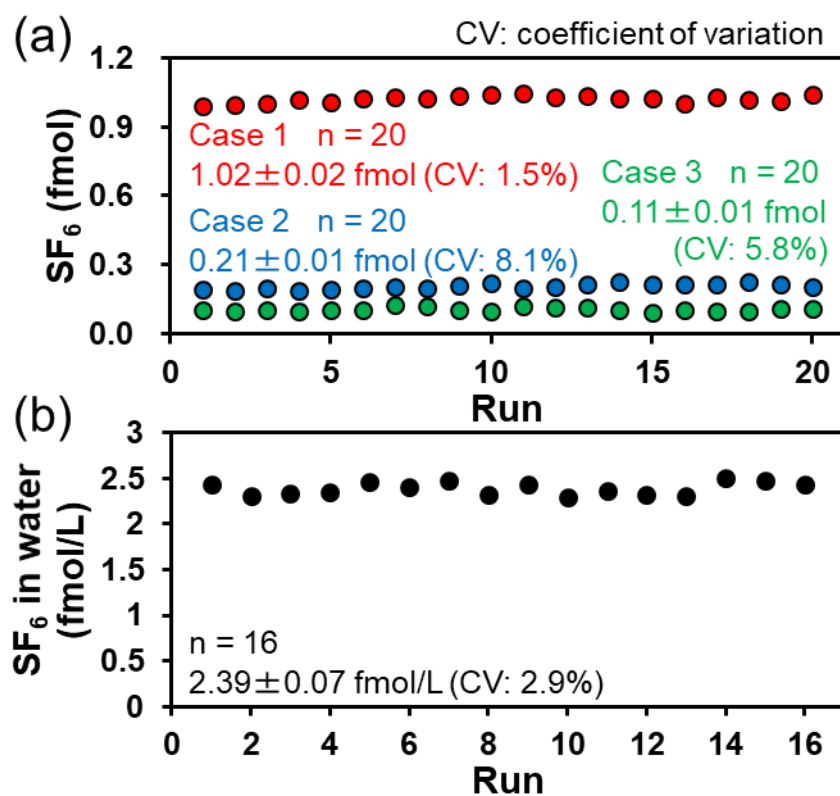 (a)
CV: coefficient of variation
SF6 (fmol)
1.2
0.9
0.6
0.3
0.0
Case 1 n = 20
1.02±0.02 fmol (CV: 1.5%)
Case 2 n = 20
0.21±0.01 fmol (CV: 8.1%)
Case 3 n = 20
0.11±0.01 fmol
(CV: 5.8%)
0 5 10 15 20
Run
(b)
SF6 in water
(fmol/L)
3
2.5
2
1.5
1
0.5
0
n = 16
2.39±0.07 fmol/L (CV: 2.9%)
0 2 4 6 8 10 12 14 16
Run